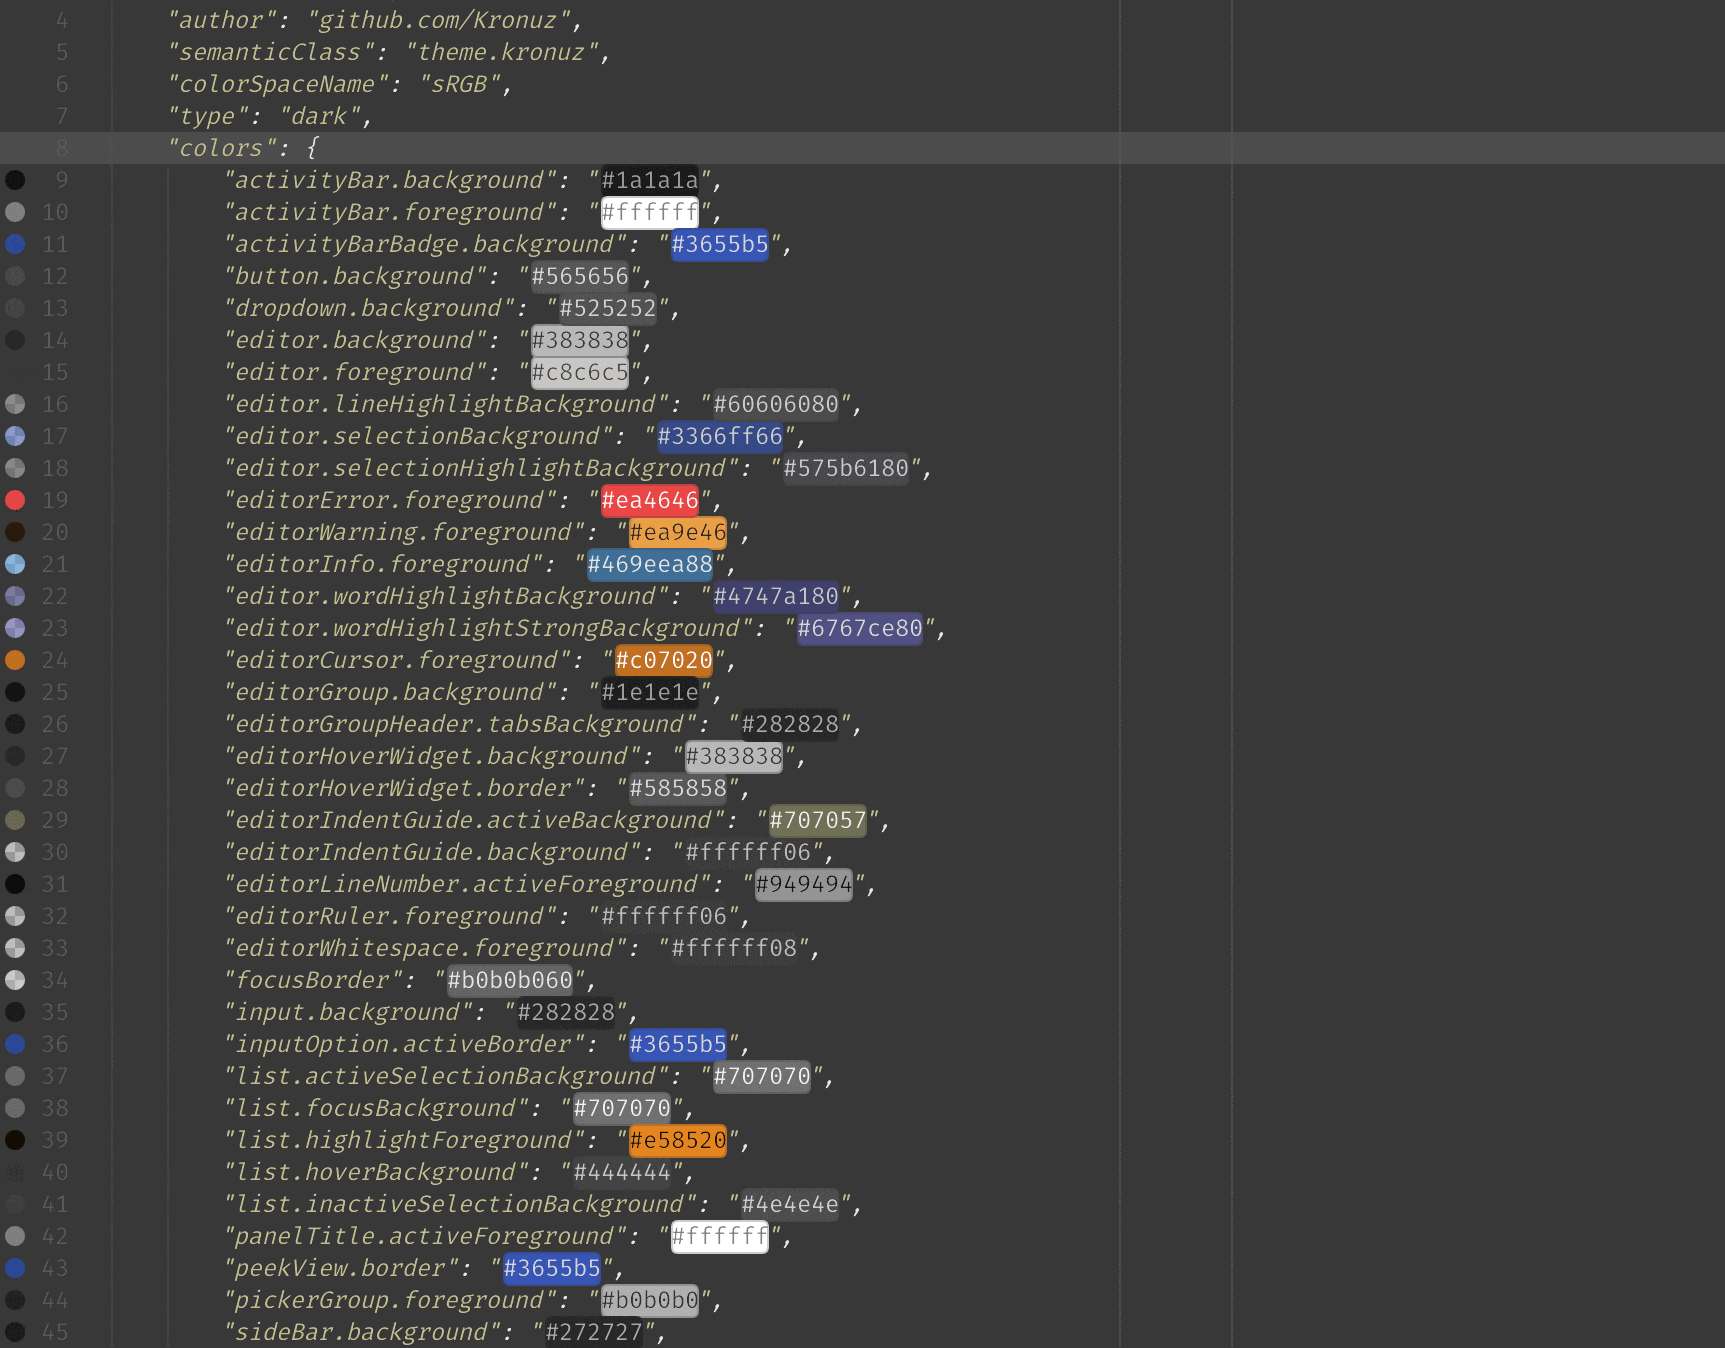 4 "author": "github.com/Kronuz",
5 "semanticClass": "theme.kronuz",
6 "colorSpaceName": "sRGB",
7 "type": "dark",
8 "colors": {
9 "activityBar.background": "#1a1a1a",
10 "activityBar.foreground": "#ffffff",
11 "activityBarBadge.background": "#3655b5",
12 "button.background": "#565656",
13 "dropdown.background": "#525252",
14 "editor.background": "#383838",
15 "editor.foreground": "#c8c6c5",
16 "editor.lineHighlightBackground": "#60606080",
17 "editor.selectionBackground": "#3366ff66",
18 "editor.selectionHighlightBackground": "#575b6180",
19 "editorError.foreground": "#ea4646",
20 "editorWarning.foreground": "#ea9e46",
21 "editorInfo.foreground": "#469eea88",
22 "editor.wordHighlightBackground": "#4747a180",
23 "editor.wordHighlightStrongBackground": "#6767ce80",
24 "editorCursor.foreground": "#c07020",
25 "editorGroup.background": "#1e1e1e",
26 "editorGroupHeader.tabsBackground": "#282828",
27 "editorHoverWidget.background": "#383838",
28 "editorHoverWidget.border": "#585858",
29 "editorIndentGuide.activeBackground": "#707057",
30 "editorIndentGuide.background": "#ffffff06",
31 "editorLineNumber.activeForeground": "#949494",
32 "editorRuler.foreground": "#ffffff06",
33 "editorWhitespace.foreground": "#ffffff08",
34 "focusBorder": "#b0b0b060",
35 "input.background": "#282828",
36 "inputOption.activeBorder": "#3655b5",
37 "list.activeSelectionBackground": "#707070",
38 "list.focusBackground": "#707070",
39 "list.highlightForeground": "#e58520",
40 "list.hoverBackground": "#444444",
41 "list.inactiveSelectionBackground": "#4e4e4e",
42 "panelTitle.activeForeground": "#ffffff",
43 "peekView.border": "#3655b5",
44 "pickerGroup.foreground": "#b0b0b0",
45 "sideBar.background": "#272727",